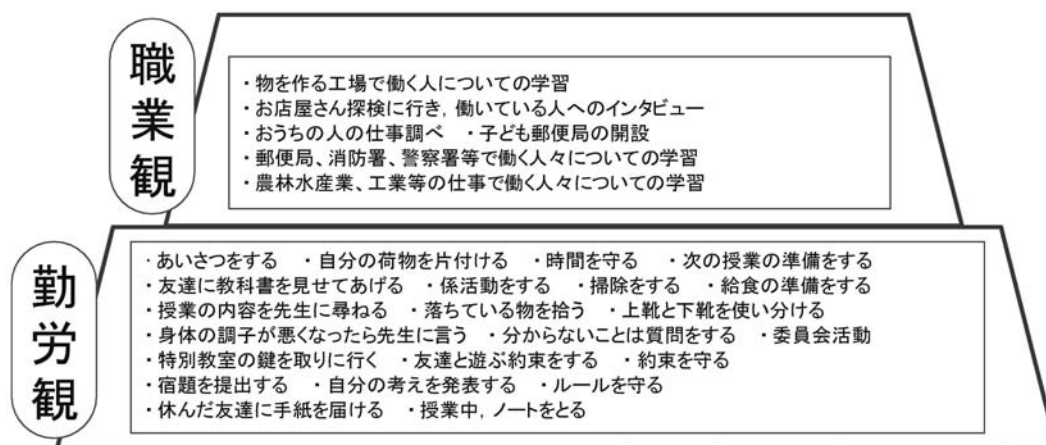 職業観
・物を作る工場で働く人についての学習
・お店屋さん探検に行き，働いている人へのインタビュー
・おうちの人の仕事調べ　・子ども郵便局の開設
・郵便局、消防署、警察署等で働く人々についての学習
・農林水産業、工業等の仕事で働く人々についての学習
勤労観
・あいさつをする　・自分の荷物を片付ける　・時間を守る　・次の授業の準備をする
・友達に教科書を見せてあげる　・係活動をする　・掃除をする　・給食の準備をする
・授業の内容を先生に尋ねる　・落ちている物を拾う　・上靴と下靴を使い分ける
・身体の調子が悪くなったら先生に言う　・分からないことは質問をする　・委員会活動
・特別教室の鍵を取りに行く　・友達と遊ぶ約束をする　・約束を守る
・宿題を提出する　・自分の考えを発表する　・ルールを守る
・休んだ友達に手紙を届ける　・授業中，ノートをとる